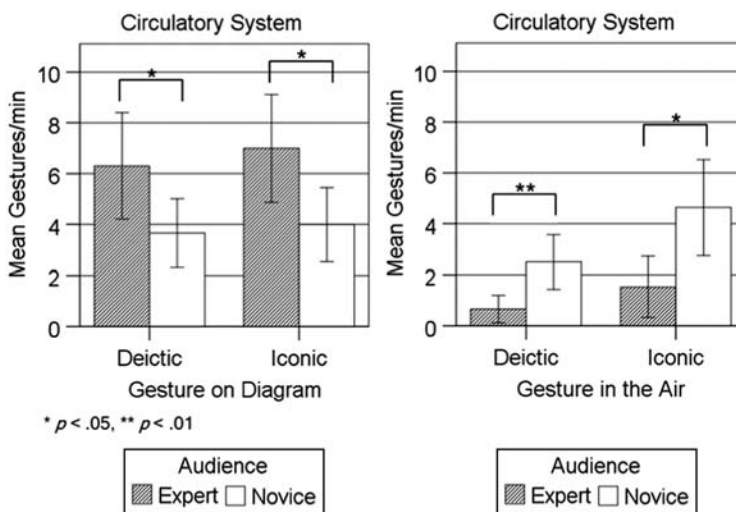 Circulatory System
Mean Gestures/min
10
8
6
4
2
0
*
*
Deictic
Iconic
Gesture on Diagram
* p < .05, ** p < .01
Audience
Expert
Novice
Circulatory System
Mean Gestures/min
10
8
6
4
2
0
**
*
Deictic
Iconic
Gesture in the Air
Audience
Expert
Novice